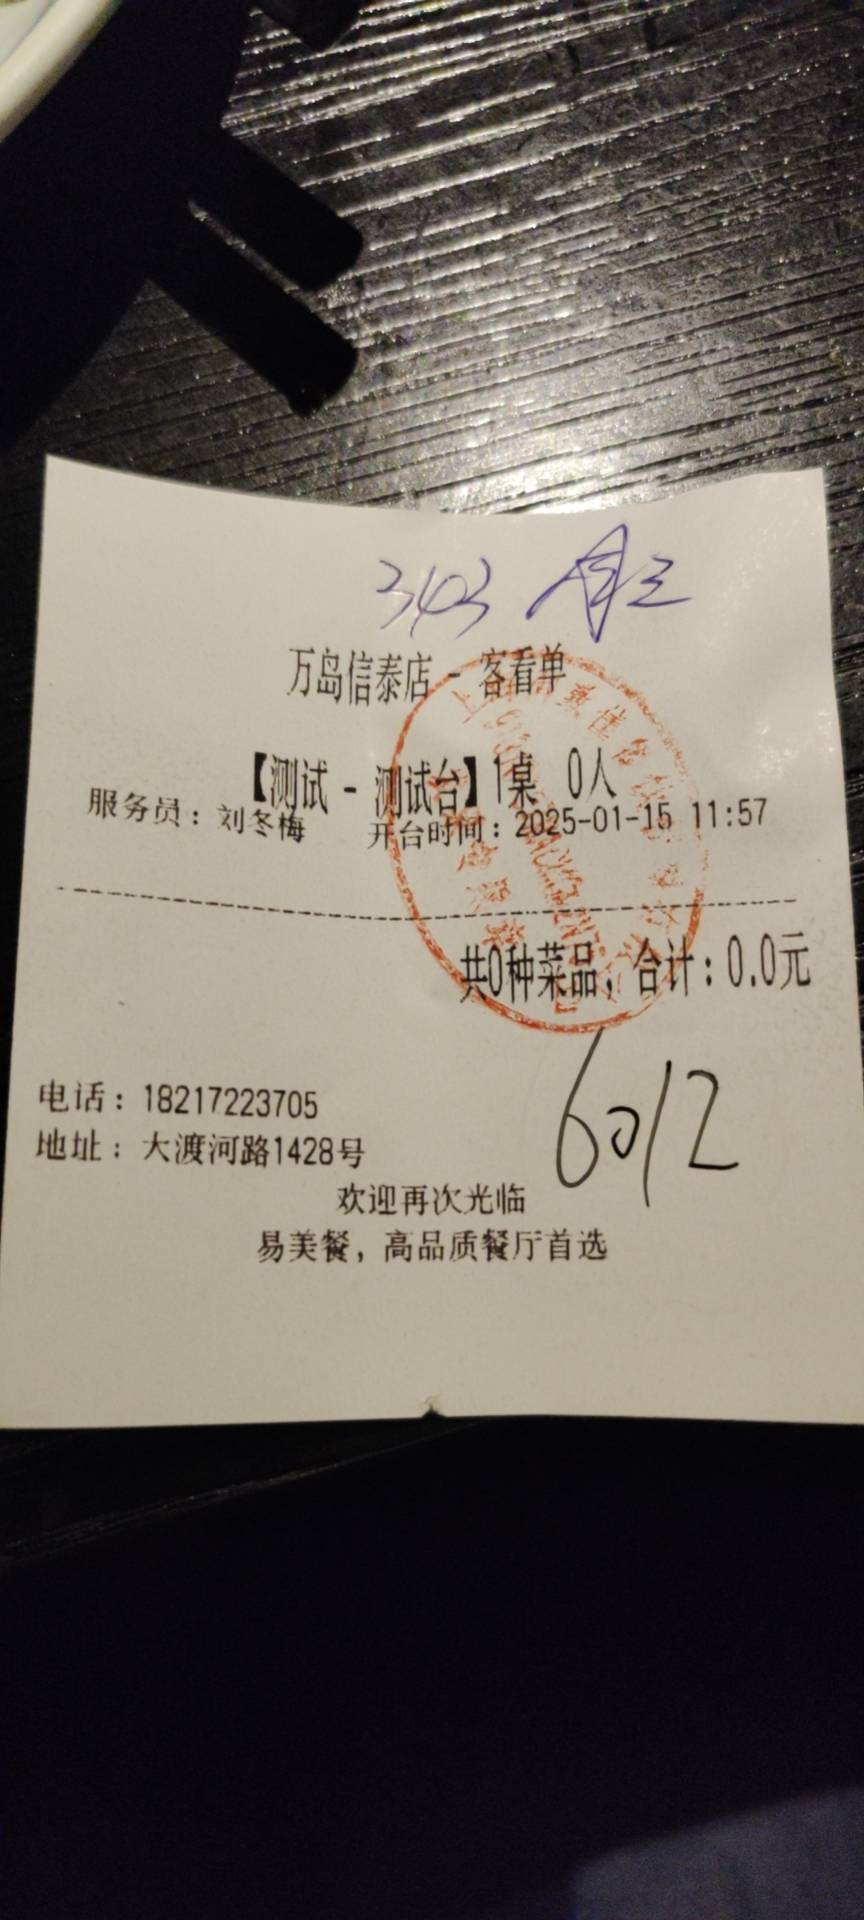 343
万岛信泰店 - 客看单
【测试 - 测试台】1桌 0人
服务员：刘冬梅 开台时间：2025-01-15 11:57
共0种菜品，合计：0.0元
6012
电话：18217223705
地址：大渡河路1428号
欢迎再次光临
易美餐，高品质餐厅首选